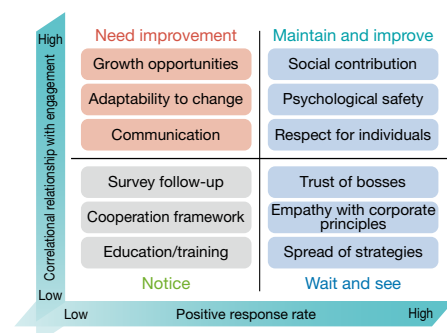 High
Need improvement
Maintain and improve
Growth opportunities
Social contribution
Adaptability to change
Psychological safety
Communication
Respect for individuals
Correlational relationship with engagement
Survey follow-up
Trust of bosses
Cooperation framework
Empathy with corporate
principles
Education/training
Spread of strategies
Notice
Wait and see
Low
Low
Positive response rate
High